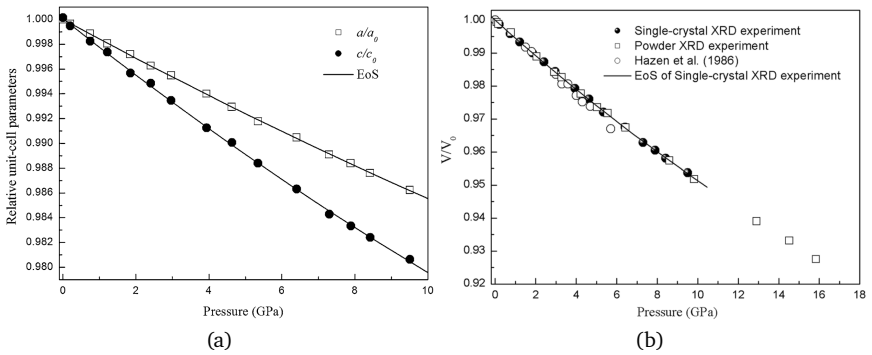 1.000
0.998
0.996
0.994
0.992
0.990
0.988
0.986
0.984
0.982
0.980
Relative unit-cell parameters
a/a0
c/c0
EoS
0 2 4 6 8 10
Pressure (GPa)
(a)
1.00
0.99
0.98
0.97
0.96
0.95
0.94
0.93
0.92
V/V0
Single-crystal XRD experiment
Powder XRD experiment
Hazen et al. (1986)
EoS of Single-crystal XRD experiment
0 2 4 6 8 10 12 14 16 18
Pressure (GPa)
(b)